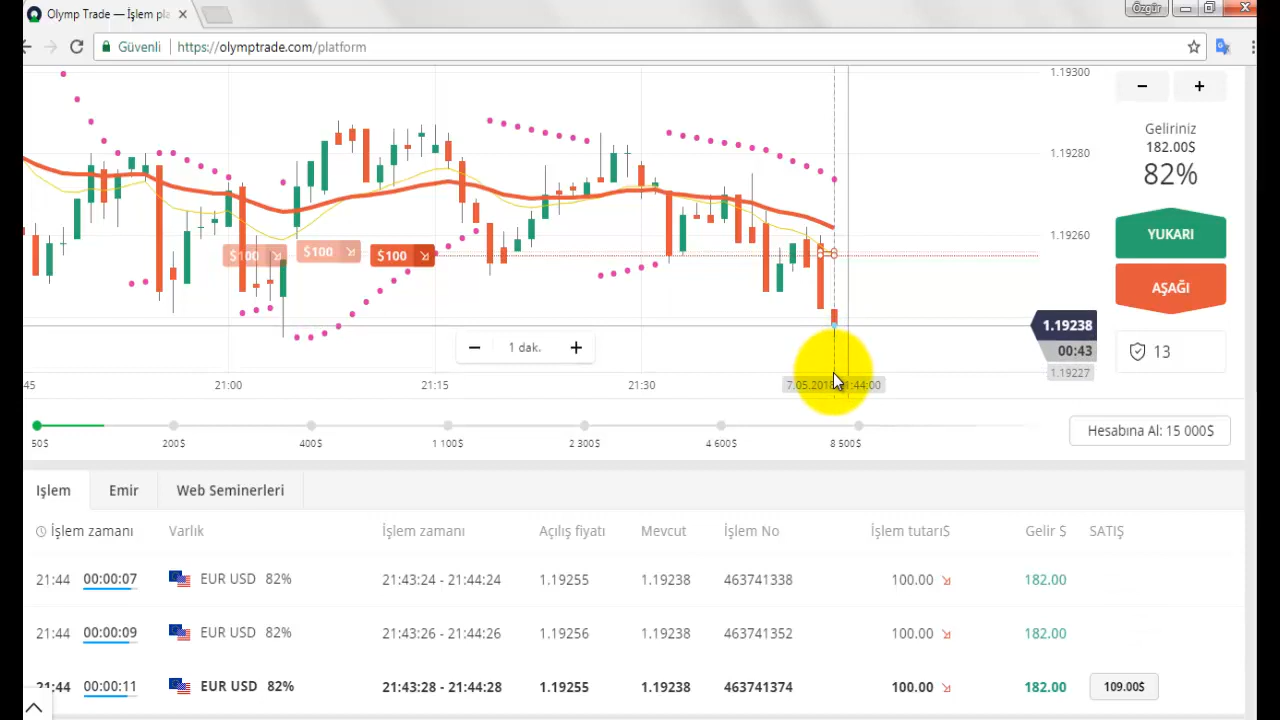 Olymp Trade — İşlem pla
Özgür
Güvenli
https://olymptrade.com/platform
1.19300
1.19280
1.19260
- +
Geliriniz
182.00$
82%
YUKARI
AŞAĞI
$100 $100 $100
1.19238
00:43
1.19227
13
- 1 dak. +
45 21:00 21:15 21:30
50$ 200$ 400$ 1 100$ 2 300$ 4 600$ 8 500$
Hesabına Al: 15 000$
Işlem Emir Web Seminerleri
İşlem zamanı Varlık İşlem zamanı Açılış fiyatı Mevcut İşlem No İşlem tutarı$ Gelir $ SATIŞ
21:44 00:00:07 EUR USD 82% 21:43:24 - 21:44:24 1.19255 1.19238 463741338 100.00 182.00
21:44 00:00:09 EUR USD 82% 21:43:26 - 21:44:26 1.19256 1.19238 463741352 100.00 182.00
21:44 00:00:11 EUR USD 82% 21:43:28 - 21:44:28 1.19255 1.19238 463741374 100.00 182.00 109.00$